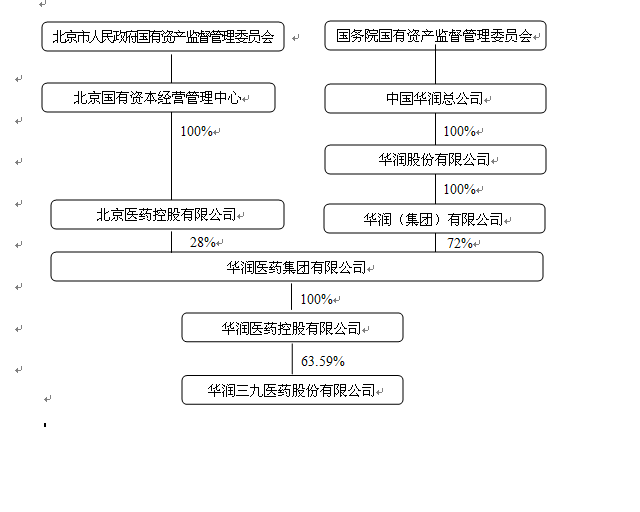 北京市人民政府国有资产监督管理委员会
国务院国有资产监督管理委员会
北京国有资本经营管理中心
中国华润总公司
100%
100%
华润股份有限公司
100%
北京医药控股有限公司
华润（集团）有限公司
28%
72%
华润医药集团有限公司
100%
华润医药控股有限公司
63.59%
华润三九医药股份有限公司